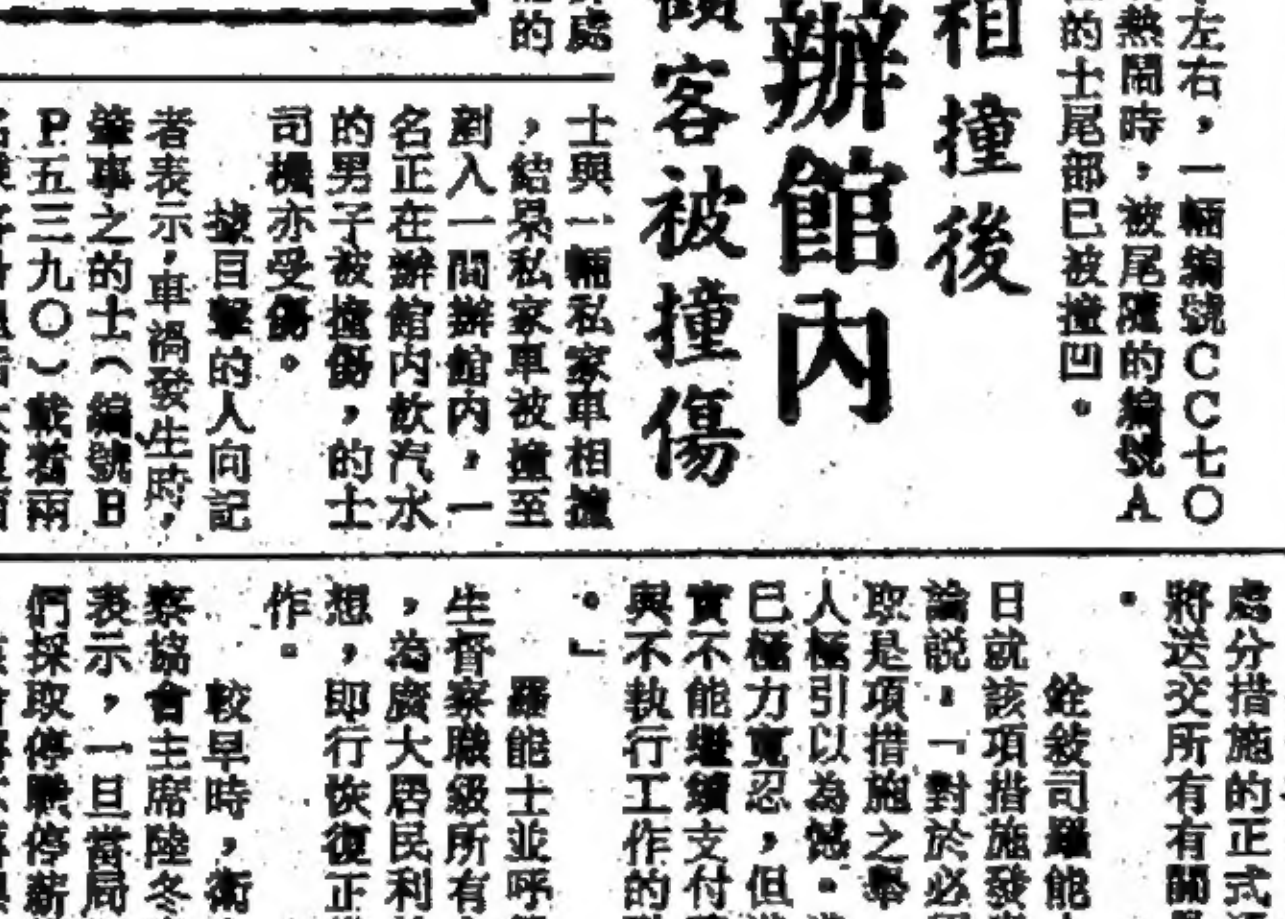 左右，一輛編號ＣＣ七〇
熱鬧時，被尾隨的編號Ａ
的士尾部已被撞凹。
相撞後
辦館內
顧客被撞傷
處
的
士與一輛私家車相撞
，結果私家車被撞至
剷入一間辦館內，一
名正在辦館內飲汽水
的男子被撞傷，的士
司機亦受傷。
據目擊的人向記
者表示，車禍發生時，
肇事之的士（編號Ｂ
Ｐ五三九〇）載着兩
處分措施的正式
將送交所有有關
。
銓敍司羅能
日就該項措施發
論説：「對於必
取是項措施之舉
人極引以為憾。
已極力寬忍，但
實不能繼續支付
與不執行工作的
。」
羅能士並呼
生督察職級所有
，為廣大居民利
想，即行恢復正
作。
較早時，衛
察協會主席陸冬
表示，一旦當局
們採取停職停薪